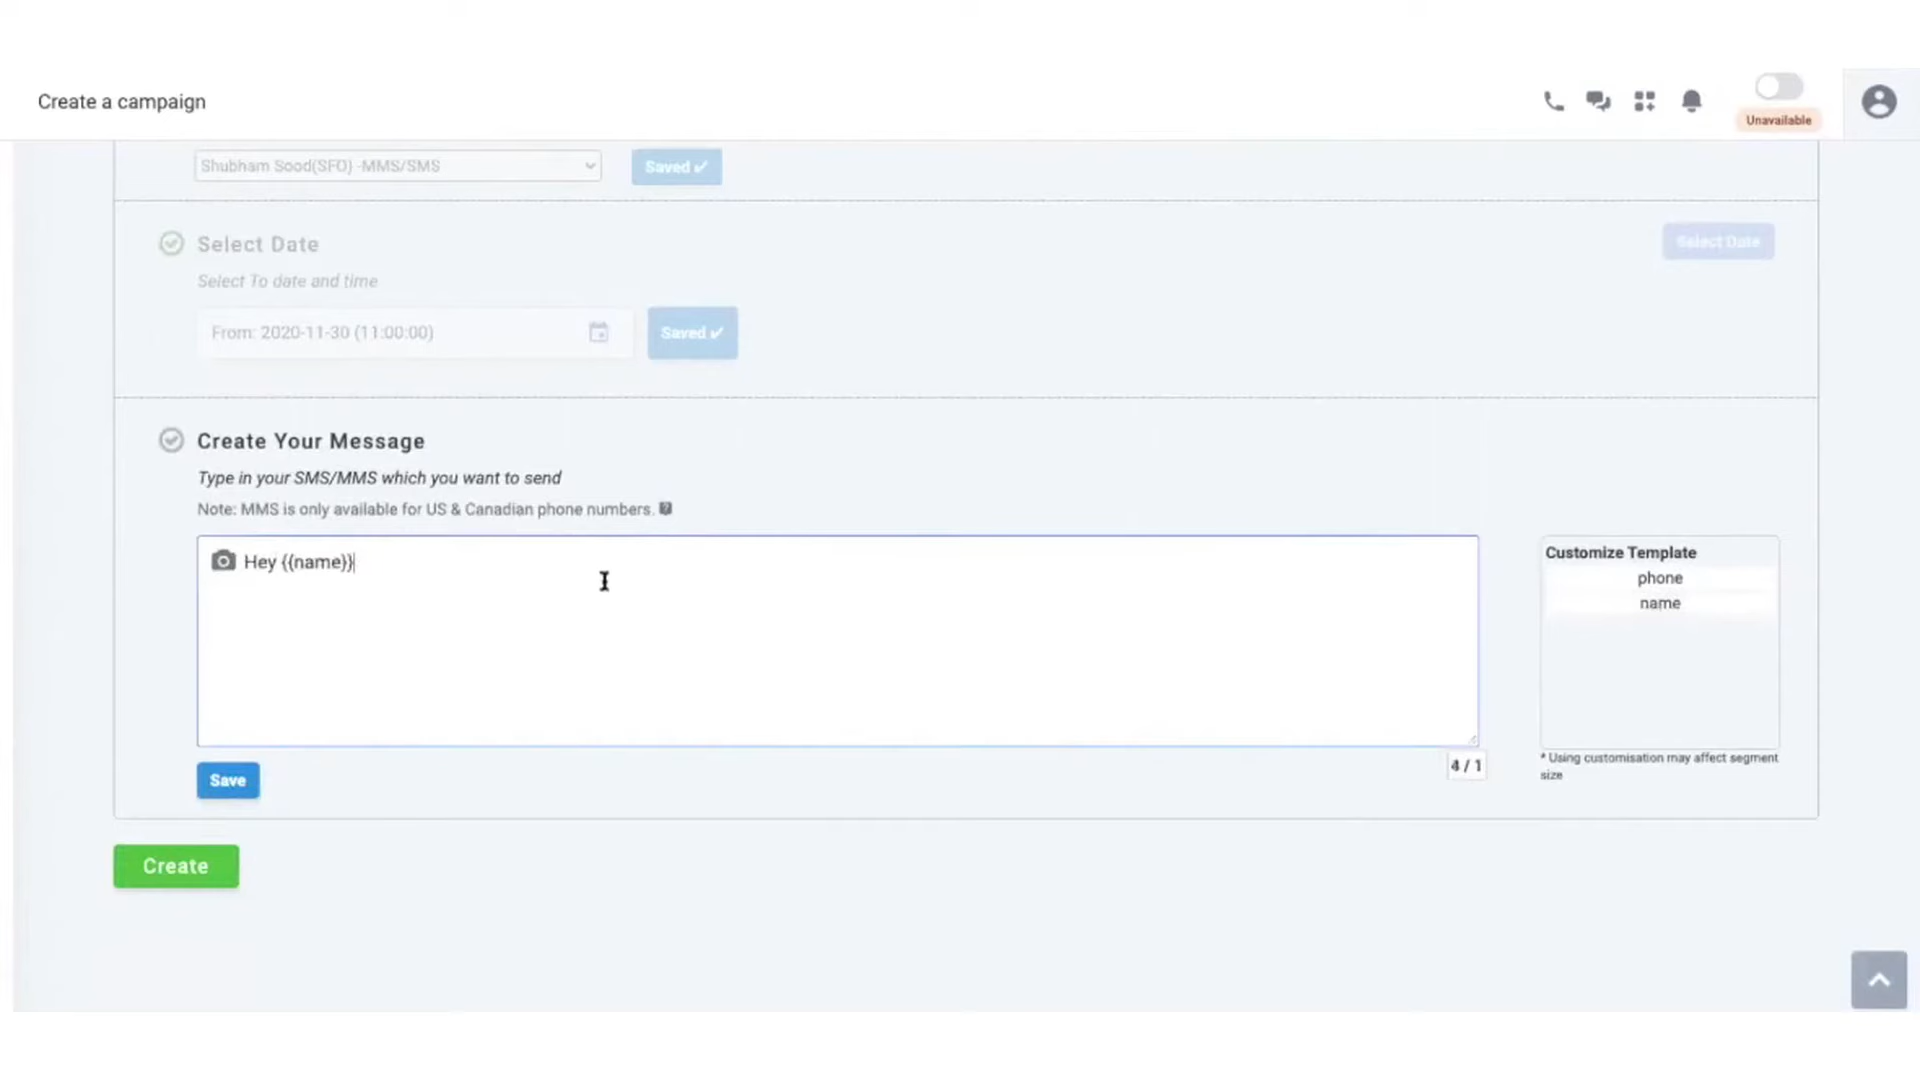 Create a campaign
Unavailable
Shubham Sood(SFO) -MMS/SMS
Saved ✓
Select Date
Select Date
Select To date and time
From: 2020-11-30 (11:00:00)
Saved ✓
Create Your Message
Type in your SMS/MMS which you want to send
Note: MMS is only available for US & Canadian phone numbers. ?
Hey {{name}}
Customize Template
phone
name
4 / 1
* Using customisation may affect segment
size
Save
Create